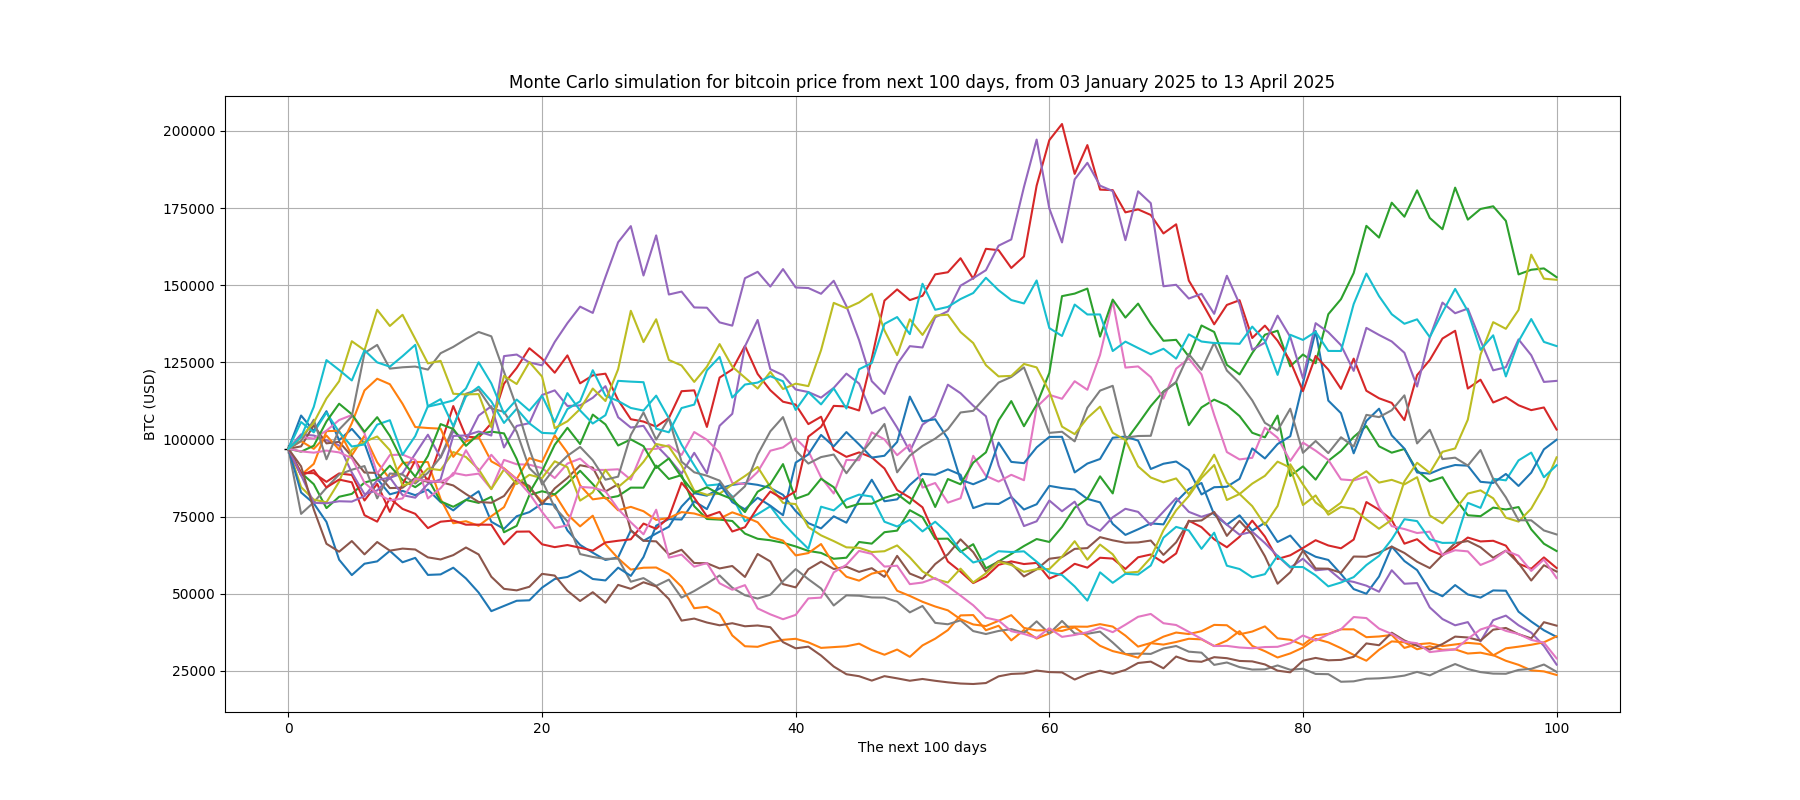 Monte Carlo simulation for bitcoin price from next 100 days, from 03 January 2025 to 13 April 2025
BTC (USD)
200000
175000
150000
125000
100000
75000
50000
25000
0 20 40 60 80 100
The next 100 days